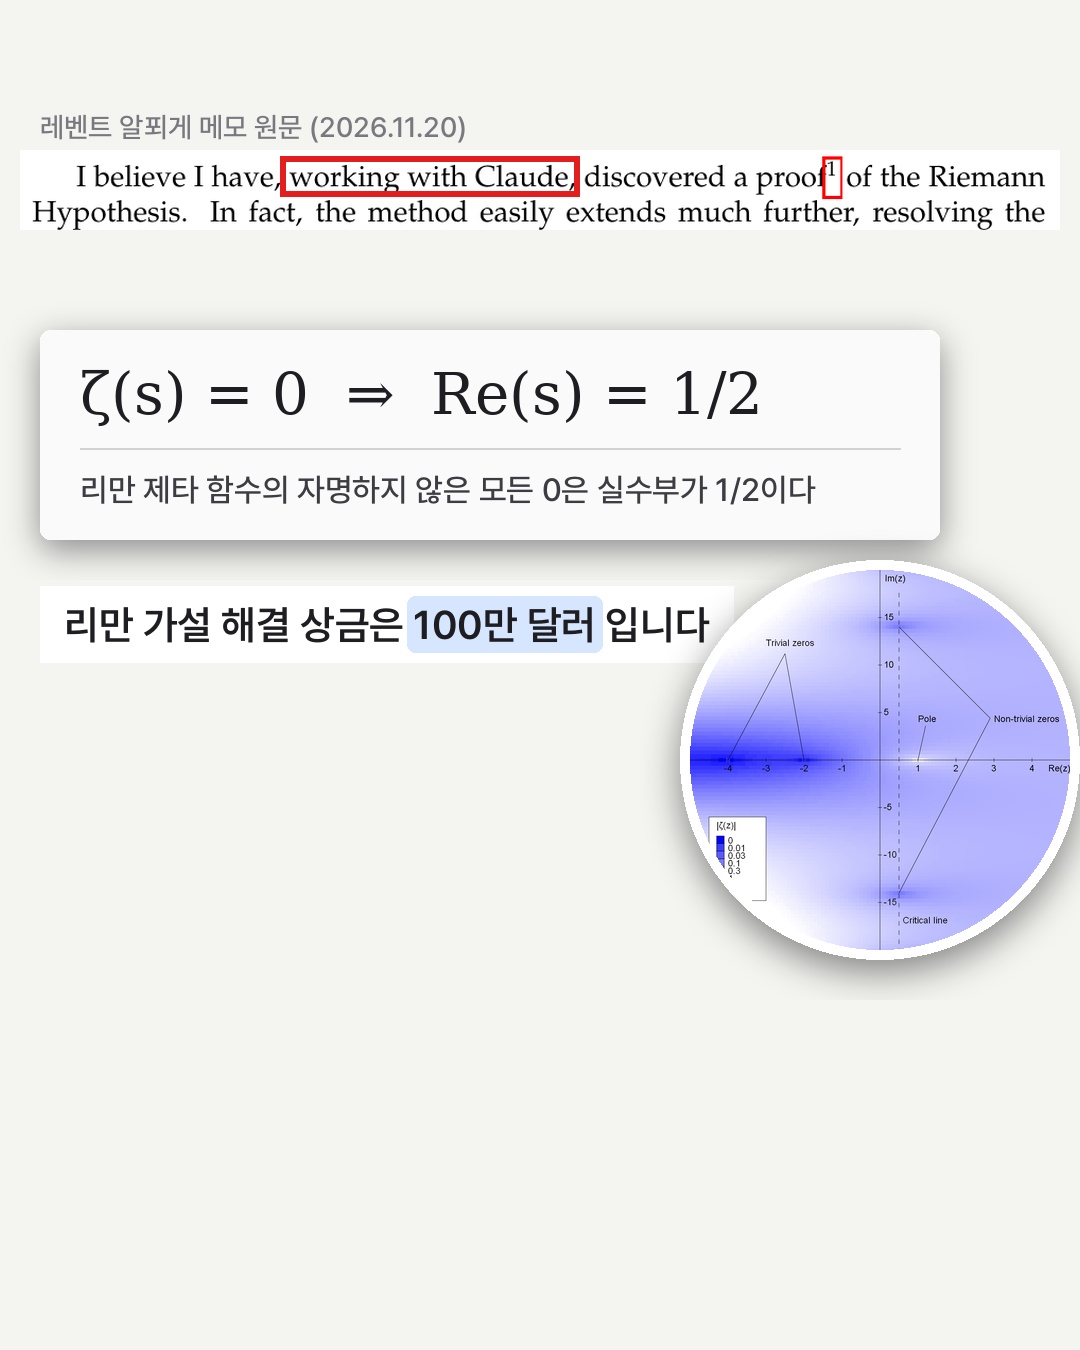 레벤트 알푀게 메모 원문 (2026.11.20)
I believe I have, working with Claude, discovered a proof¹ of the Riemann
Hypothesis. In fact, the method easily extends much further, resolving the
ζ(s) = 0 ⇒ Re(s) = 1/2
리만 제타 함수의 자명하지 않은 모든 0은 실수부가 1/2이다
리만 가설 해결 상금은 100만 달러 입니다
Im(z)
15
Trivial zeros
10
5
Pole
Non-trivial zeros
-4 -3 -2 -1 1 2 3 4 Re(z)
-5
|ζ(z)|
0
0.01
0.03
0.1
0.3
-10
-15
Critical line